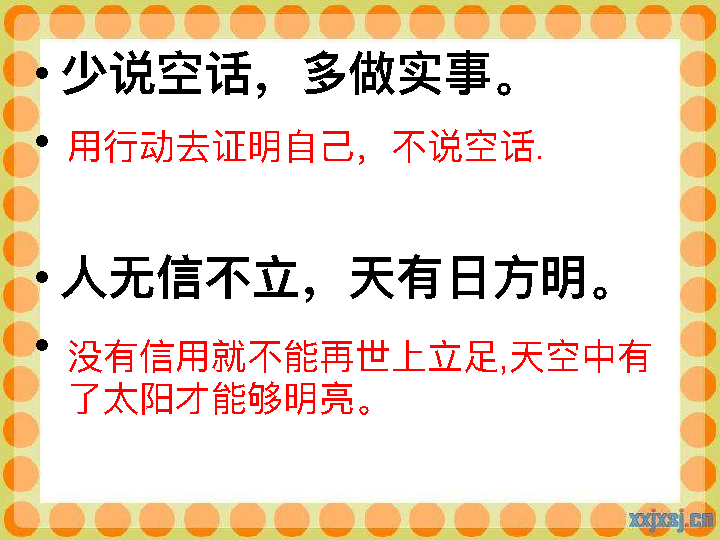 • 少说空话，多做实事。
• 用行动去证明自己，不说空话.
• 人无信不立，天有日方明。
• 没有信用就不能再世上立足,天空中有
了太阳才能够明亮。
xxjxsj.cn